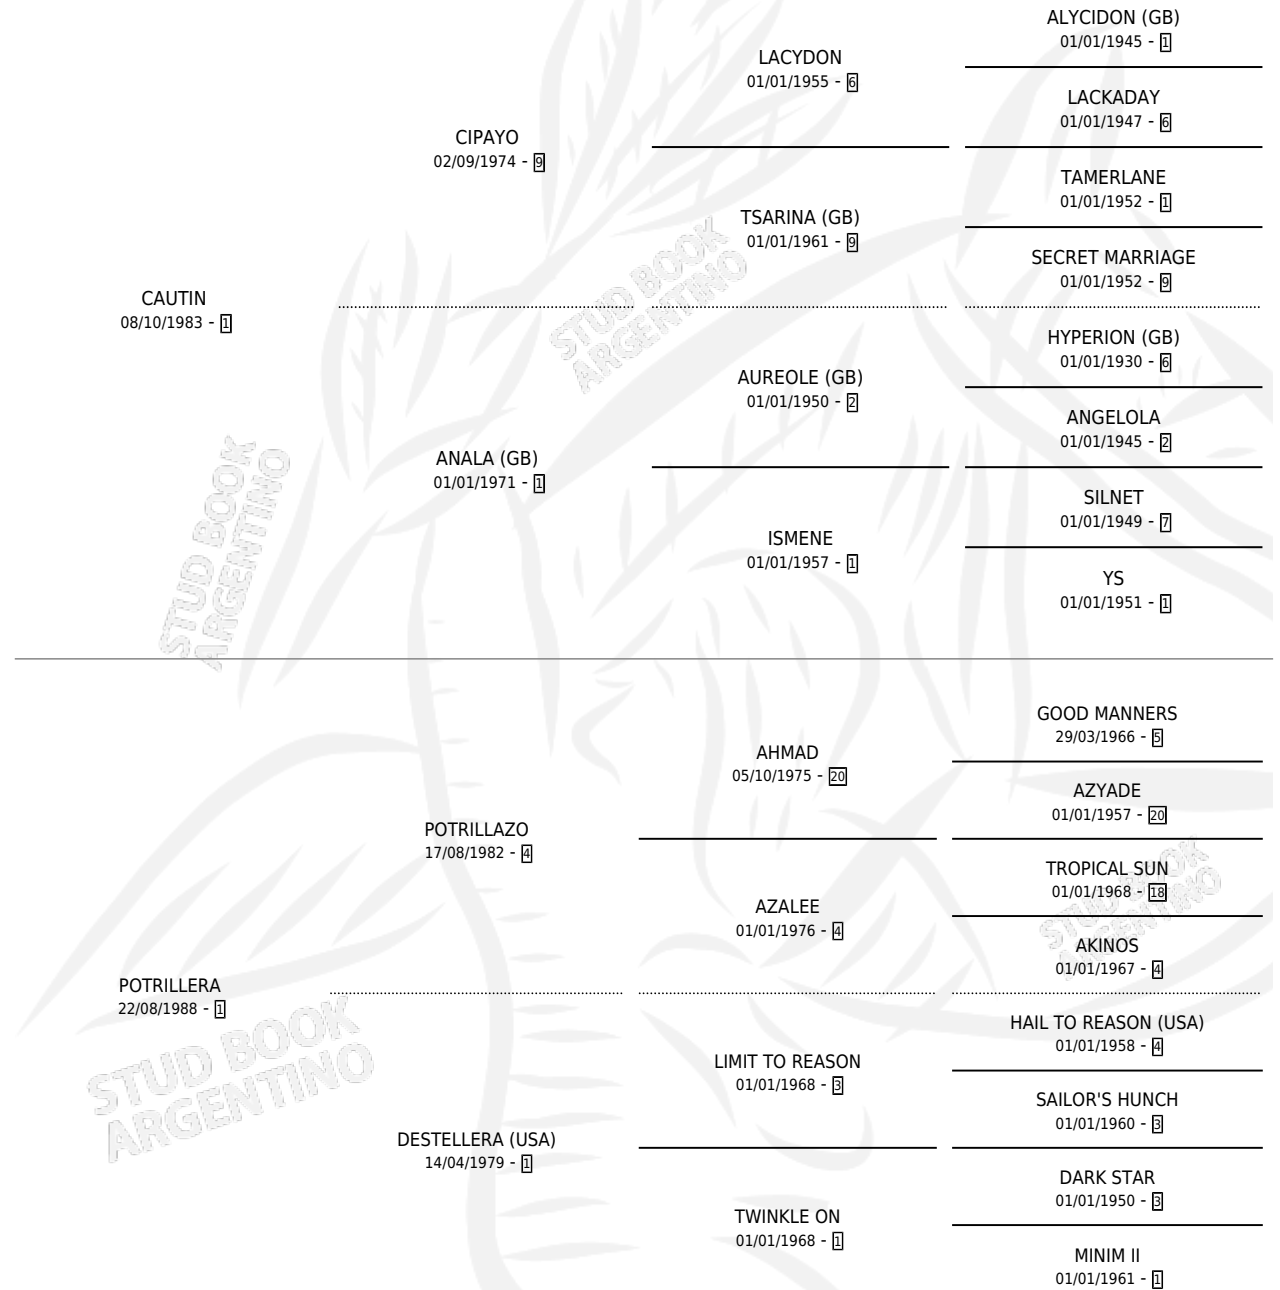 ALYCIDON (GB)
01/01/1945 - 1
LACYDON
01/01/1955 - 6
LACKADAY
01/01/1947 - 6
CIPAYO
02/09/1974 - 9
TAMERLANE
01/01/1952 - 1
TSARINA (GB)
01/01/1961 - 9
SECRET MARRIAGE
01/01/1952 - 9
CAUTIN
08/10/1983 - 1
STUD BOOK
ARGENTINO
HYPERION (GB)
01/01/1930 - 6
AUREOLE (GB)
01/01/1950 - 2
ANGELOLA
01/01/1945 - 2
ANALA (GB)
01/01/1971 - 1
SILNET
01/01/1949 - 7
ISMENE
01/01/1957 - 1
YS
01/01/1951 - 1
STUD BOOK
ARGENTINO
GOOD MANNERS
29/03/1966 - 5
AHMAD
05/10/1975 - 20
AZYADE
01/01/1957 - 20
POTRILLAZO
17/08/1982 - 4
TROPICAL SUN
01/01/1968 - 18
AZALEE
01/01/1976 - 4
AKINOS
01/01/1967 - 4
STUD BOOK
ARGENTINO
POTRILLERA
22/08/1988 - 1
HAIL TO REASON (USA)
01/01/1958 - 4
LIMIT TO REASON
01/01/1968 - 3
SAILOR'S HUNCH
01/01/1960 - 3
DESTELLERA (USA)
14/04/1979 - 1
DARK STAR
01/01/1950 - 3
TWINKLE ON
01/01/1968 - 1
MINIM II
01/01/1961 - 1
STUD BOOK
ARGENTINO